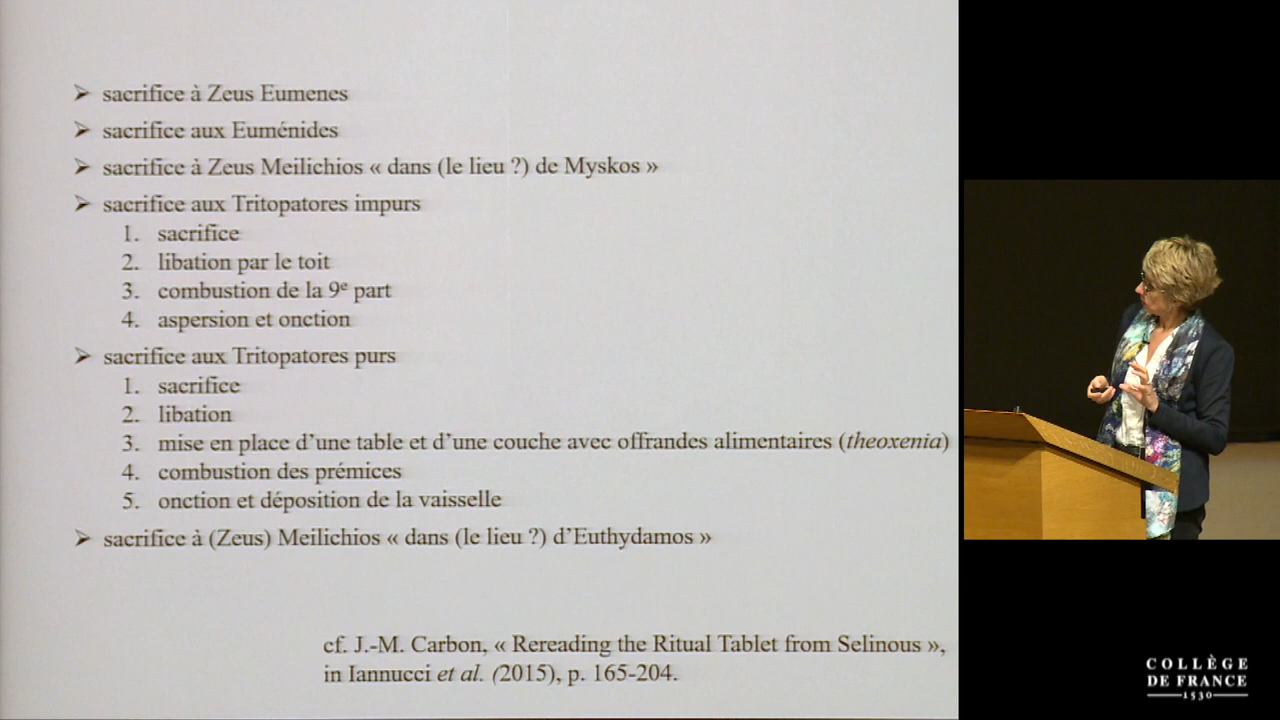 ➢ sacrifice à Zeus Eumenes
➢ sacrifice aux Euménides
➢ sacrifice à Zeus Meilichios « dans (le lieu ?) de Myskos »
➢ sacrifice aux Tritopatores impurs
1. sacrifice
2. libation par le toit
3. combustion de la 9e part
4. aspersion et onction
➢ sacrifice aux Tritopatores purs
1. sacrifice
2. libation
3. mise en place d’une table et d’une couche avec offrandes alimentaires (theoxenia)
4. combustion des prémices
5. onction et déposition de la vaisselle
➢ sacrifice à (Zeus) Meilichios « dans (le lieu ?) d’Euthydamos »
cf. J.-M. Carbon, « Rereading the Ritual Tablet from Selinous »,
in Iannucci et al. (2015), p. 165-204.
COLLÈGE
DE FRANCE
1530